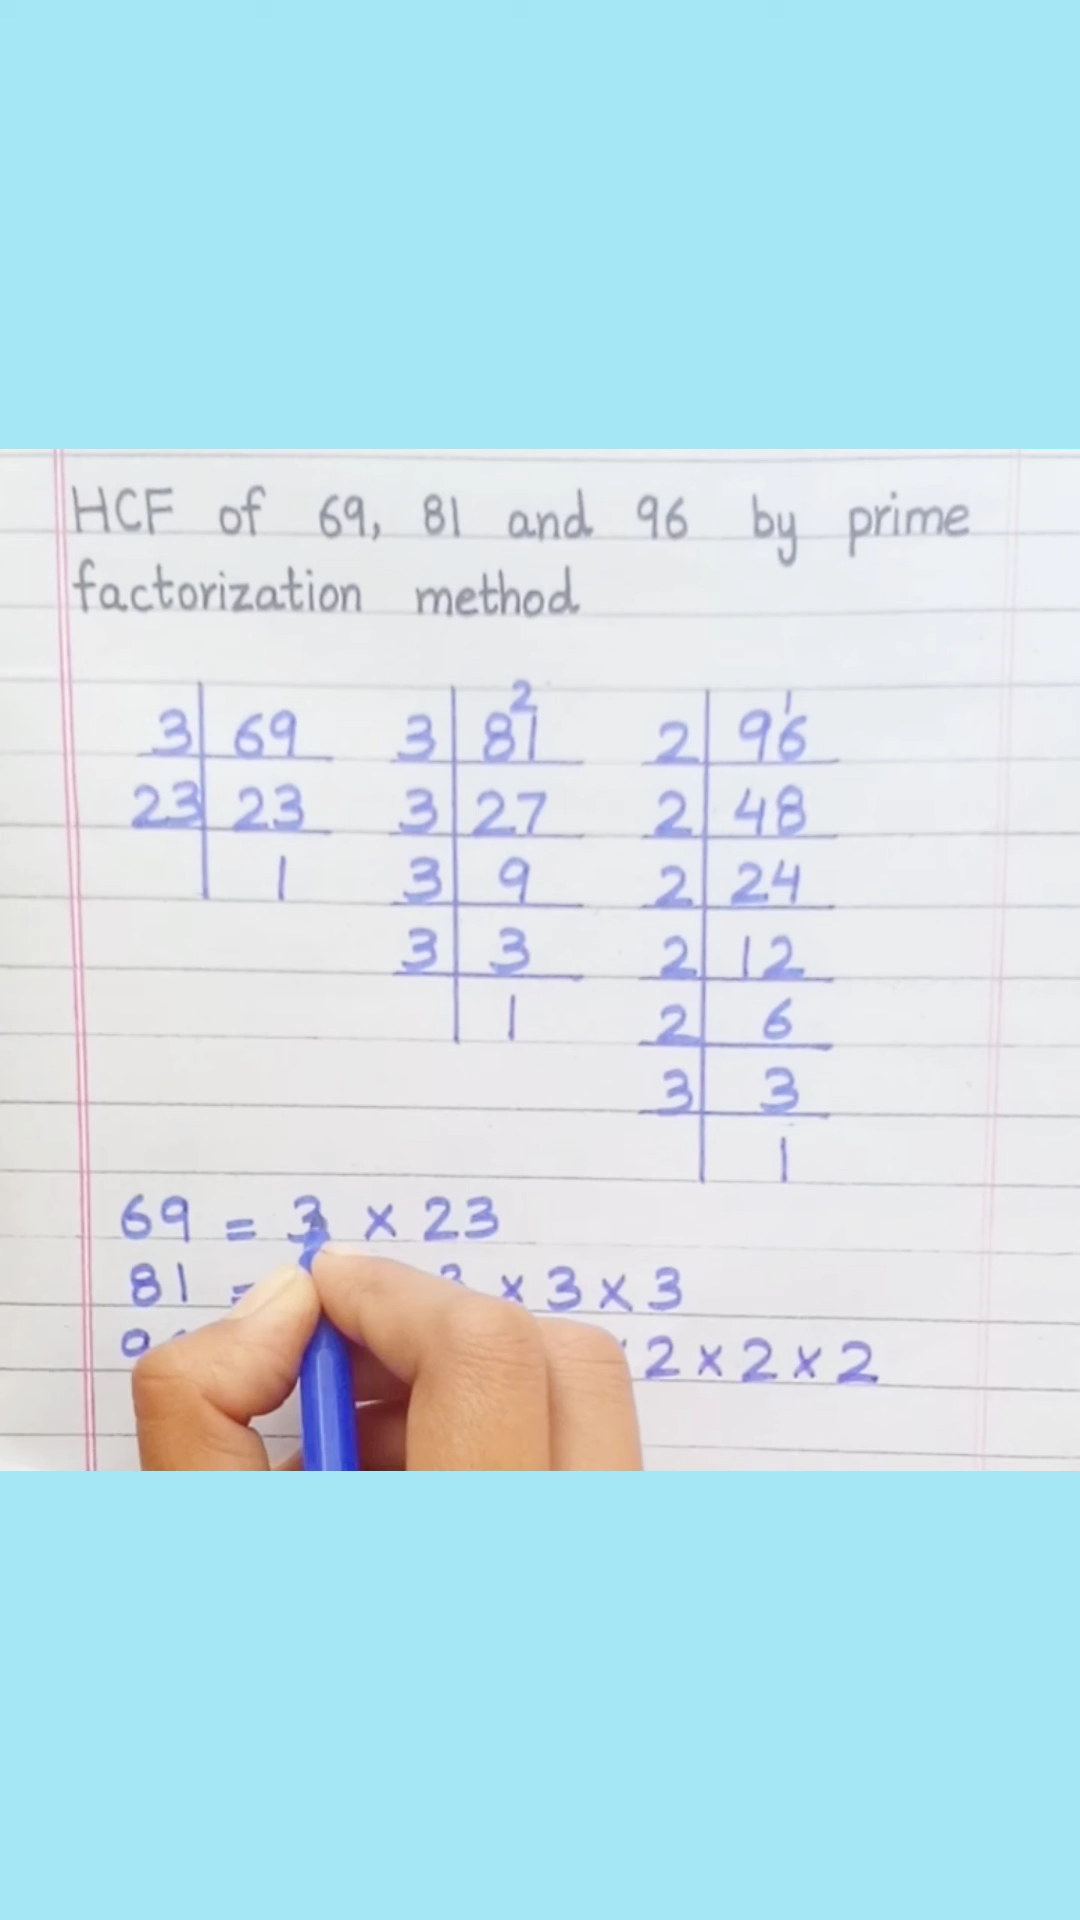 HCF of 69, 81 and 96 by prime
factorization method
3 | 69
23 | 23
1
2
3 | 81
3 | 27
3 | 9
3 | 3
1
1
2 | 96
2 | 48
2 | 24
2 | 12
2 | 6
3 | 3
1
69 = 3 × 23
81 = × 3 × 3
2 × 2 × 2